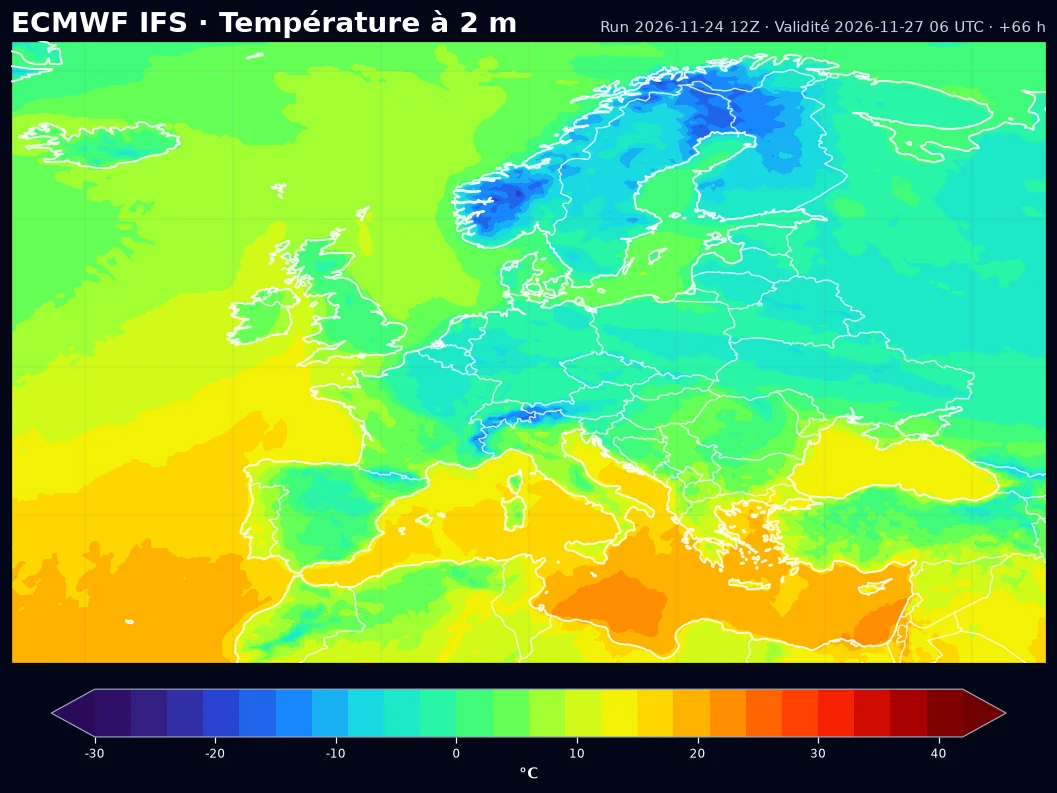 ECMWF IFS · Température à 2 m
Run 2026-11-24 12Z · Validité 2026-11-27 06 UTC · +66 h
-30 -20 -10 0 10 20 30 40
°C